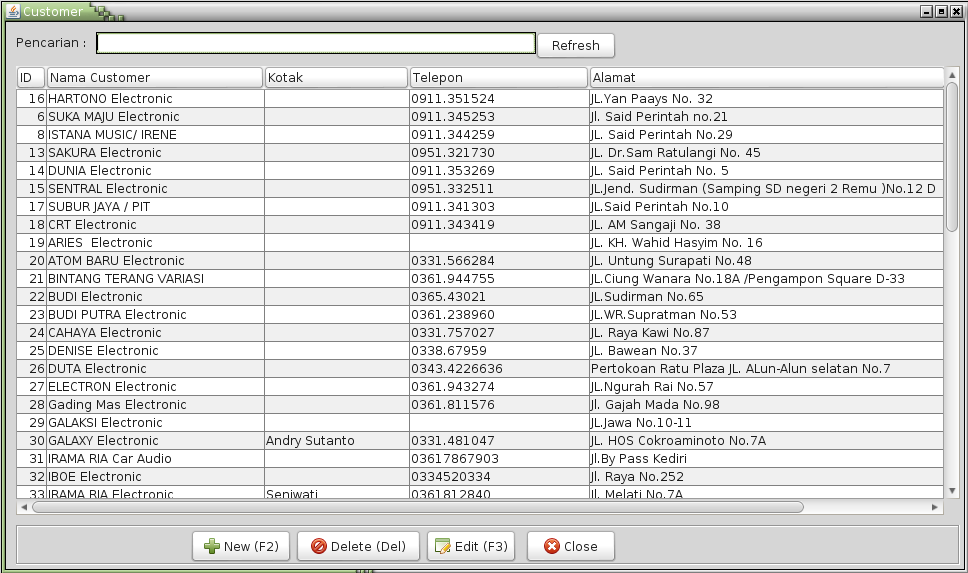 Customer
Pencarian : Refresh
ID Nama Customer Kotak Telepon Alamat
16 HARTONO Electronic 0911.351524 JL.Yan Paays No. 32
6 SUKA MAJU Electronic 0911.345253 Jl. Said Perintah no.21
8 ISTANA MUSIC/ IRENE 0911.344259 JL. Said Perintah No.29
13 SAKURA Electronic 0951.321730 JL. Dr.Sam Ratulangi No. 45
14 DUNIA Electronic 0911.353269 JL. Said Perintah No. 5
15 SENTRAL Electronic 0951.332511 JL.Jend. Sudirman (Samping SD negeri 2 Remu )No.12 D
17 SUBUR JAYA / PIT 0911.341303 JL.Said Perintah No.10
18 CRT Electronic 0911.343419 JL. AM Sangaji No. 38
19 ARIES  Electronic JL. KH. Wahid Hasyim No. 16
20 ATOM BARU Electronic 0331.566284 JL. Untung Surapati No.48
21 BINTANG TERANG VARIASI 0361.944755 JL.Ciung Wanara No.18A /Pengampon Square D-33
22 BUDI Electronic 0365.43021 JL.Sudirman No.65
23 BUDI PUTRA Electronic 0361.238960 JL.WR.Supratman No.53
24 CAHAYA Electronic 0331.757027 JL. Raya Kawi No.87
25 DENISE Electronic 0338.67959 JL. Bawean No.37
26 DUTA Electronic 0343.4226636 Pertokoan Ratu Plaza JL. ALun-Alun selatan No.7
27 ELECTRON Electronic 0361.943274 JL.Ngurah Rai No.57
28 Gading Mas Electronic 0361.811576 Jl. Gajah Mada No.98
29 GALAKSI Electronic JL.Jawa No.10-11
30 GALAXY Electronic Andry Sutanto 0331.481047 JL. HOS Cokroaminoto No.7A
31 IRAMA RIA Car Audio 03617867903 Jl.By Pass Kediri
32 IBOE Electronic 0334520334 Jl. Raya No.252
33 IRAMA RIA Electronic Seniwati 0361812840 Jl. Melati No.7A
New (F2) Delete (Del) Edit (F3) Close